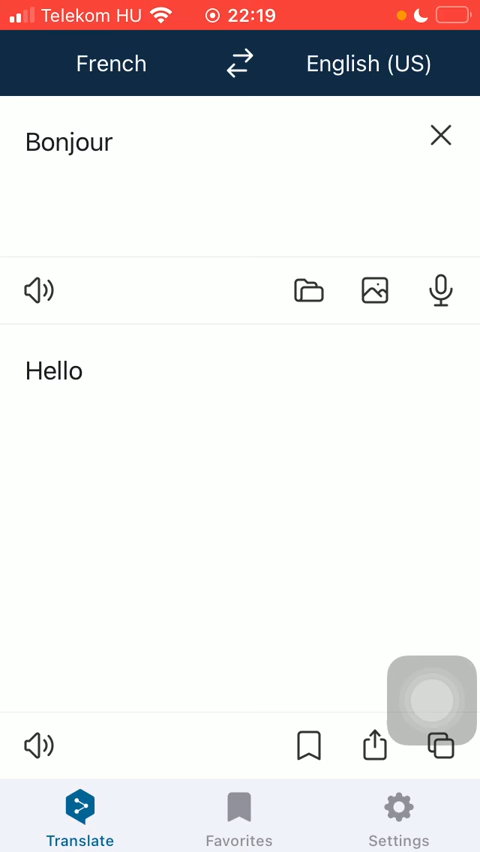 Telekom HU 22:19
French English (US)
Bonjour
Hello
Translate Favorites Settings